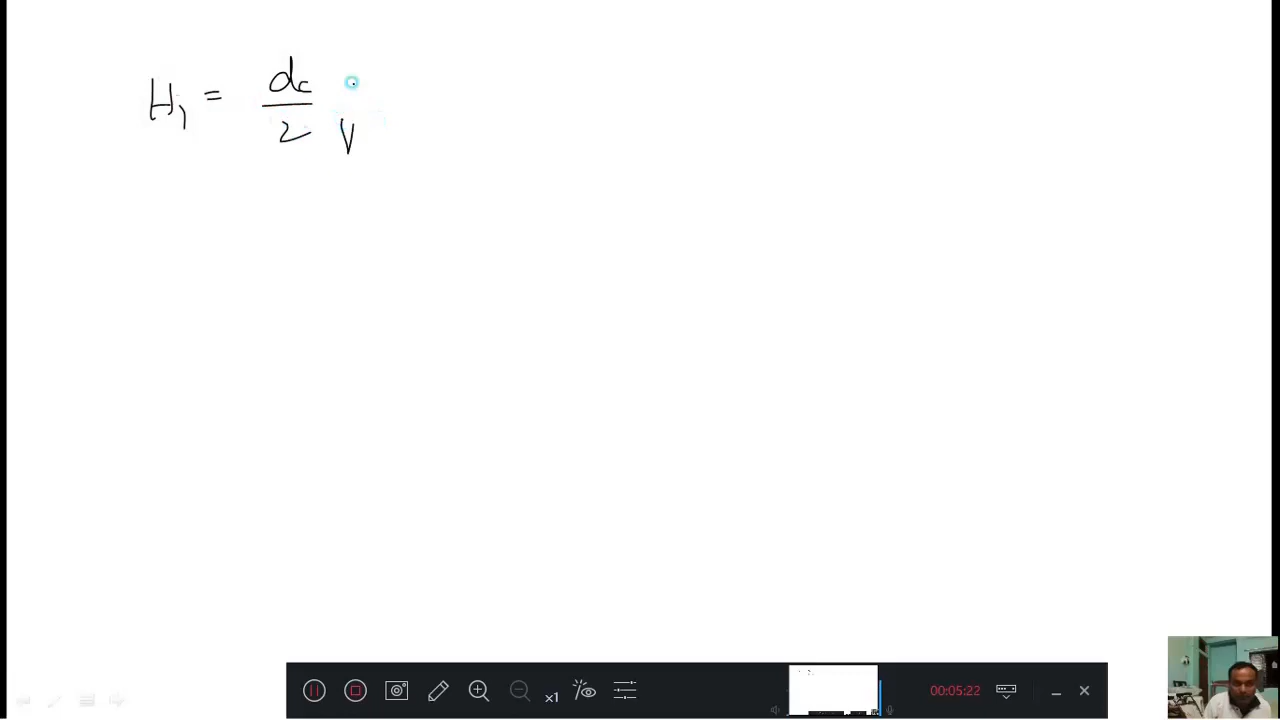 H₁ = dc/2 V
x1
00:05:22